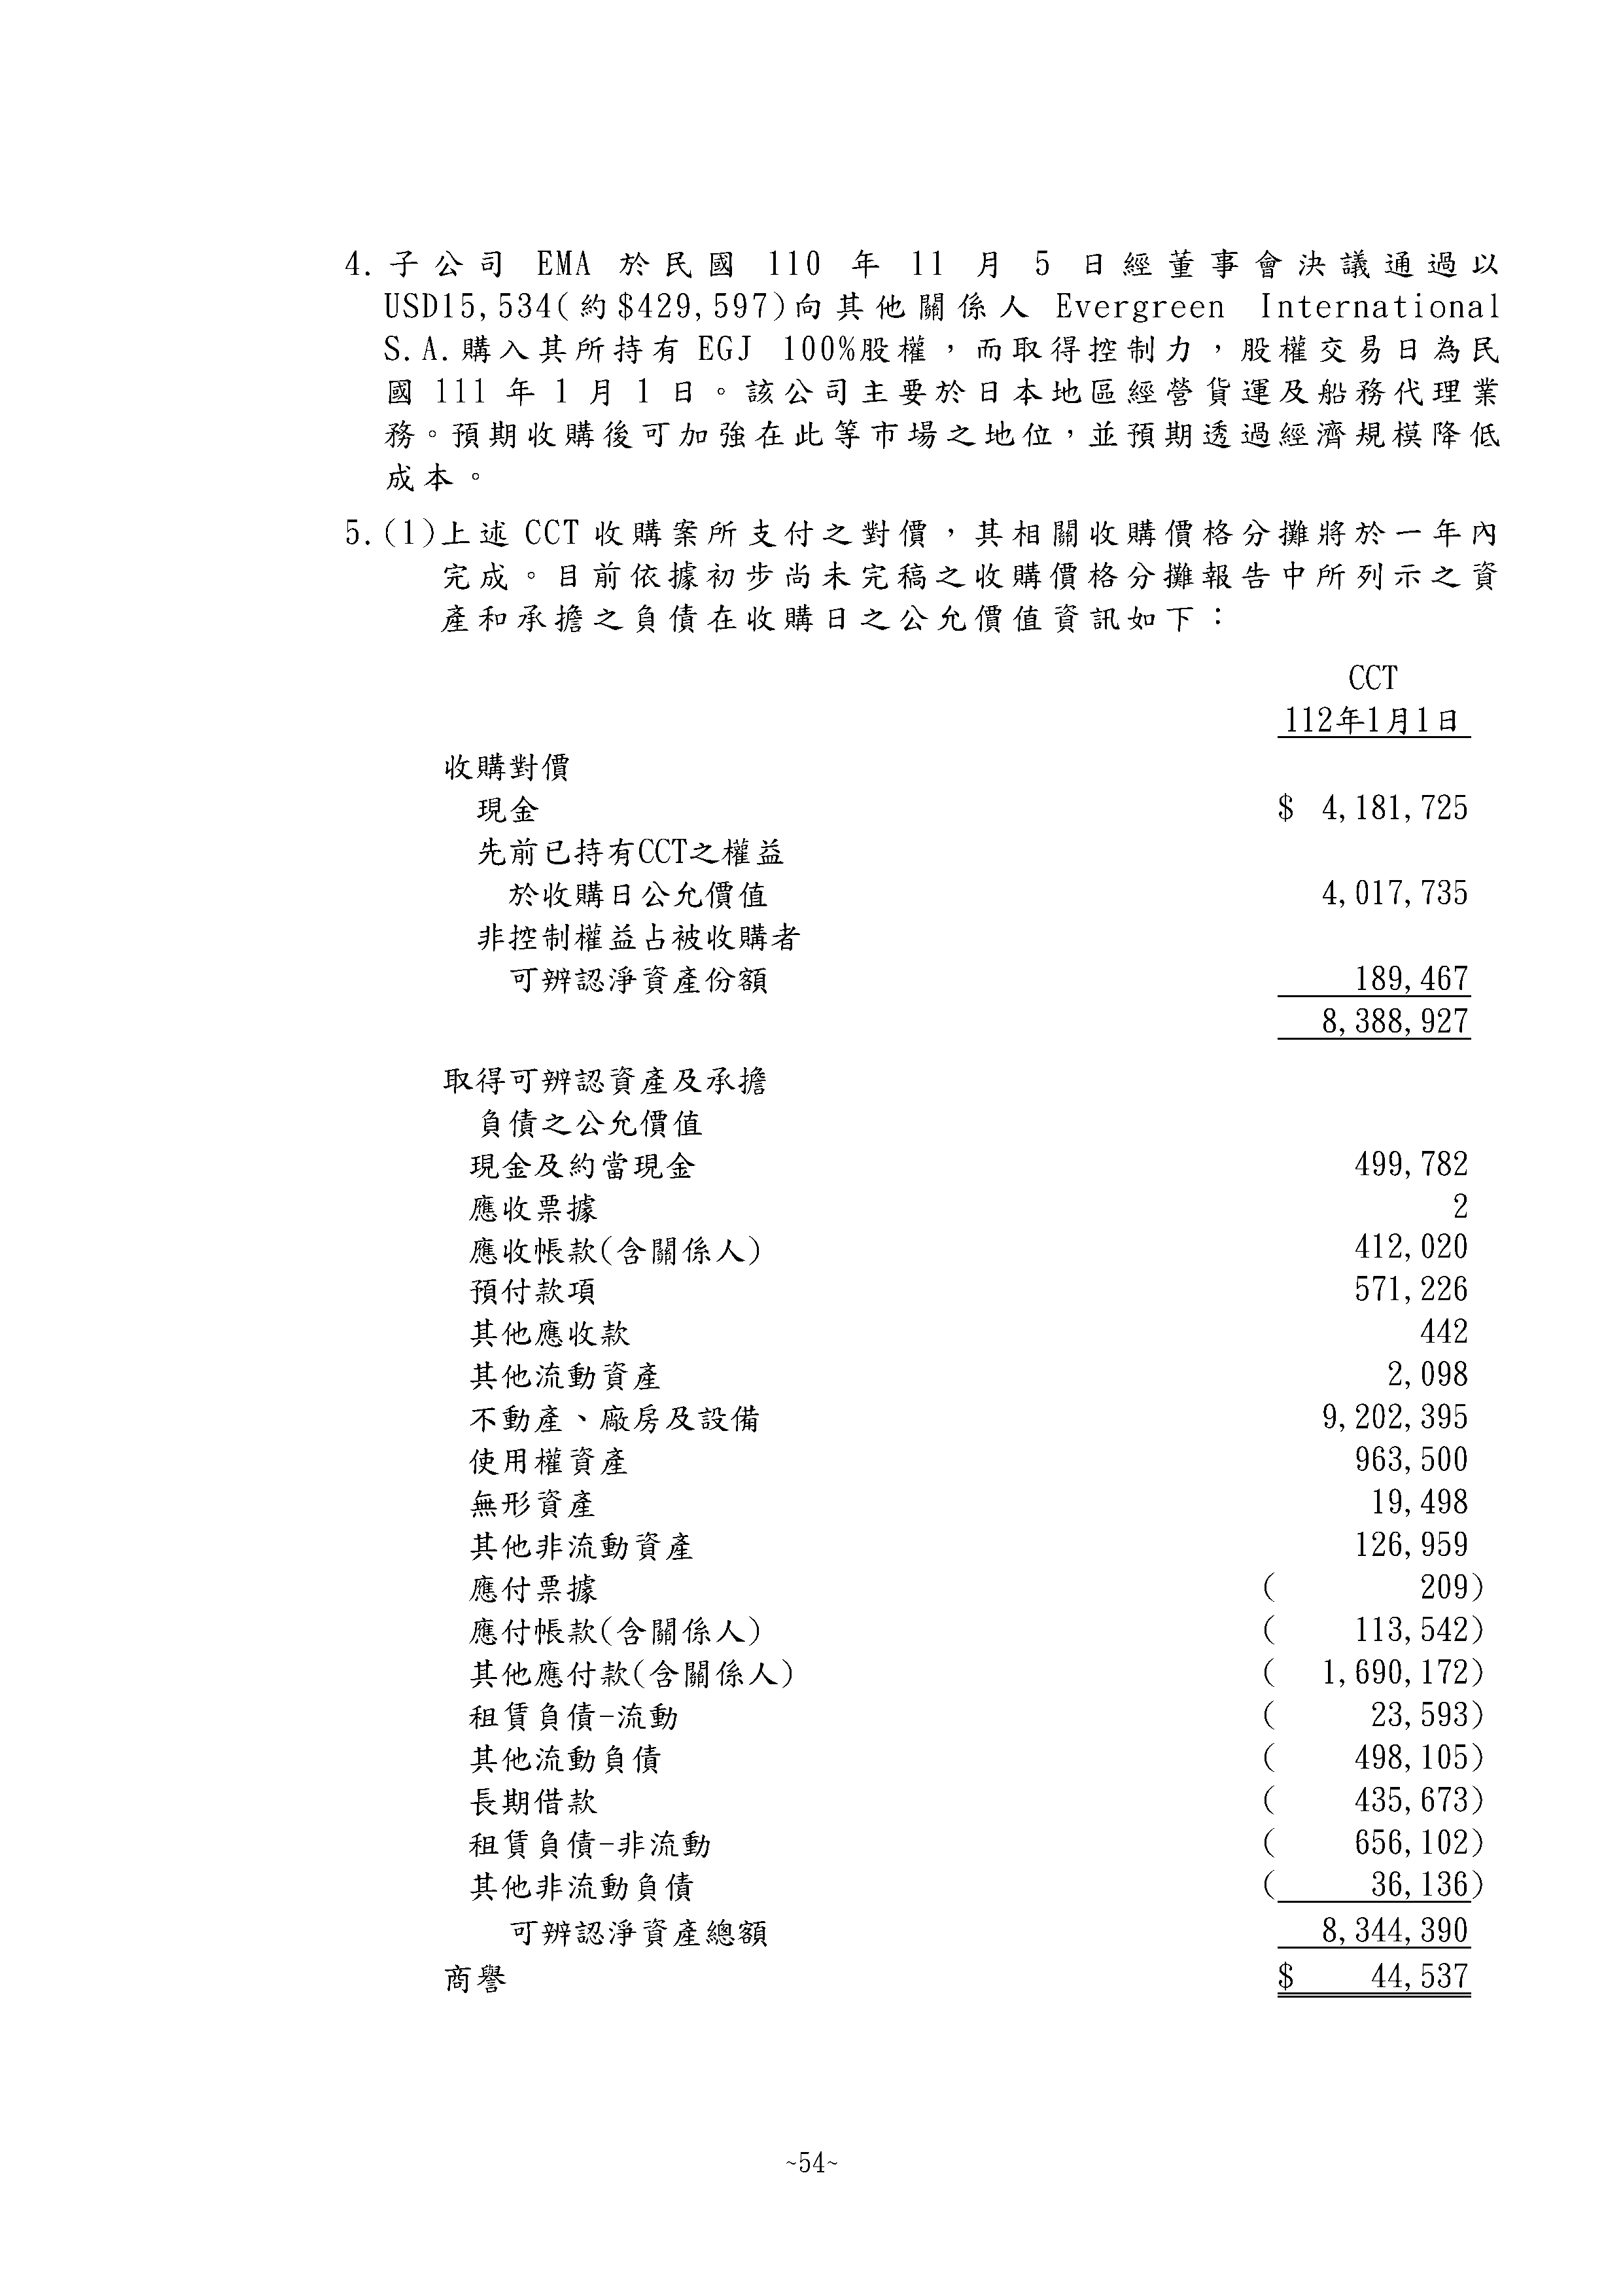 4. 子公司 EMA 於民國 110 年 11 月 5 日經董事會決議通過以
USD15,534(約$429,597)向其他關係人 Evergreen International
S.A.購入其所持有 EGJ 100%股權，而取得控制力，股權交易日為民
國 111 年 1 月 1 日。該公司主要於日本地區經營貨運及船務代理業
務。預期收購後可加強在此等市場之地位，並預期透過經濟規模降低
成本。
5.(1)上述 CCT 收購案所支付之對價，其相關收購價格分攤將於一年內
完成。目前依據初步尚未完稿之收購價格分攤報告中所列示之資
產和承擔之負債在收購日之公允價值資訊如下：
CCT
112年1月1日
收購對價
現金 $ 4,181,725
先前已持有CCT之權益
於收購日公允價值 4,017,735
非控制權益占被收購者
可辨認淨資產份額 189,467
8,388,927
取得可辨認資產及承擔
負債之公允價值
現金及約當現金 499,782
應收票據 2
應收帳款(含關係人) 412,020
預付款項 571,226
其他應收款 442
其他流動資產 2,098
不動產、廠房及設備 9,202,395
使用權資產 963,500
無形資產 19,498
其他非流動資產 126,959
應付票據 ( 209)
應付帳款(含關係人) ( 113,542)
其他應付款(含關係人) ( 1,690,172)
租賃負債-流動 ( 23,593)
其他流動負債 ( 498,105)
長期借款 ( 435,673)
租賃負債-非流動 ( 656,102)
其他非流動負債 ( 36,136)
可辨認淨資產總額 8,344,390
商譽 $ 44,537
~54~